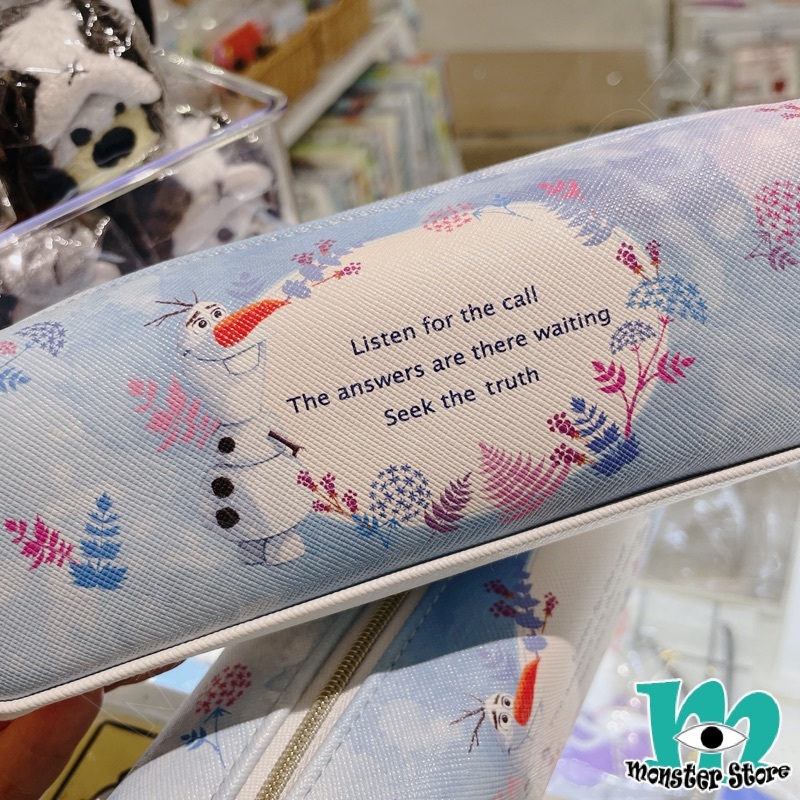 Listen for the call
The answers are there waiting
Seek the truth
m
Monster Store